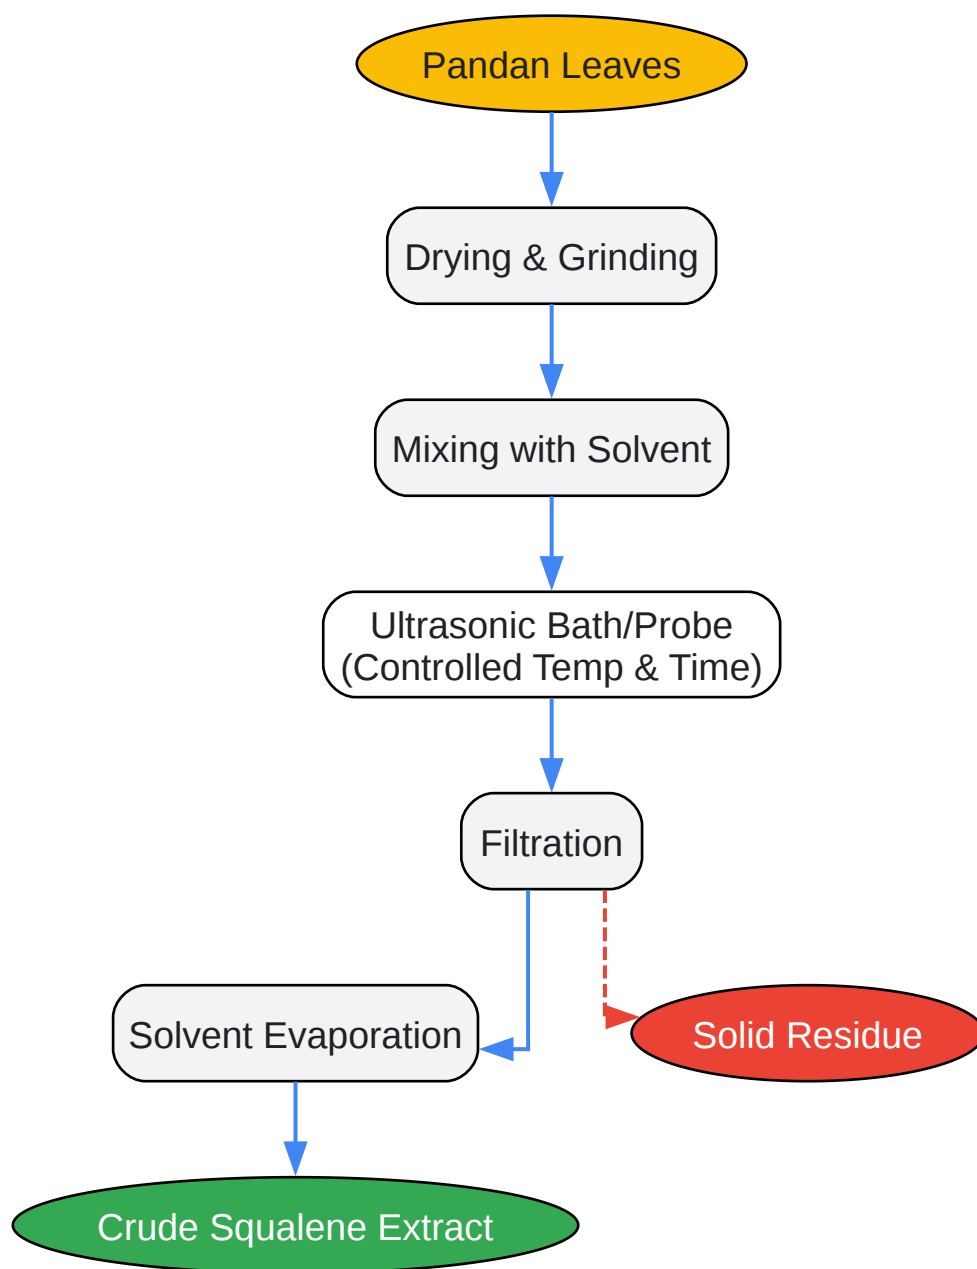 Pandan Leaves
Drying & Grinding
Mixing with Solvent
Ultrasonic Bath/Probe
(Controlled Temp & Time)
Filtration
Solvent Evaporation
Solid Residue
Crude Squalene Extract